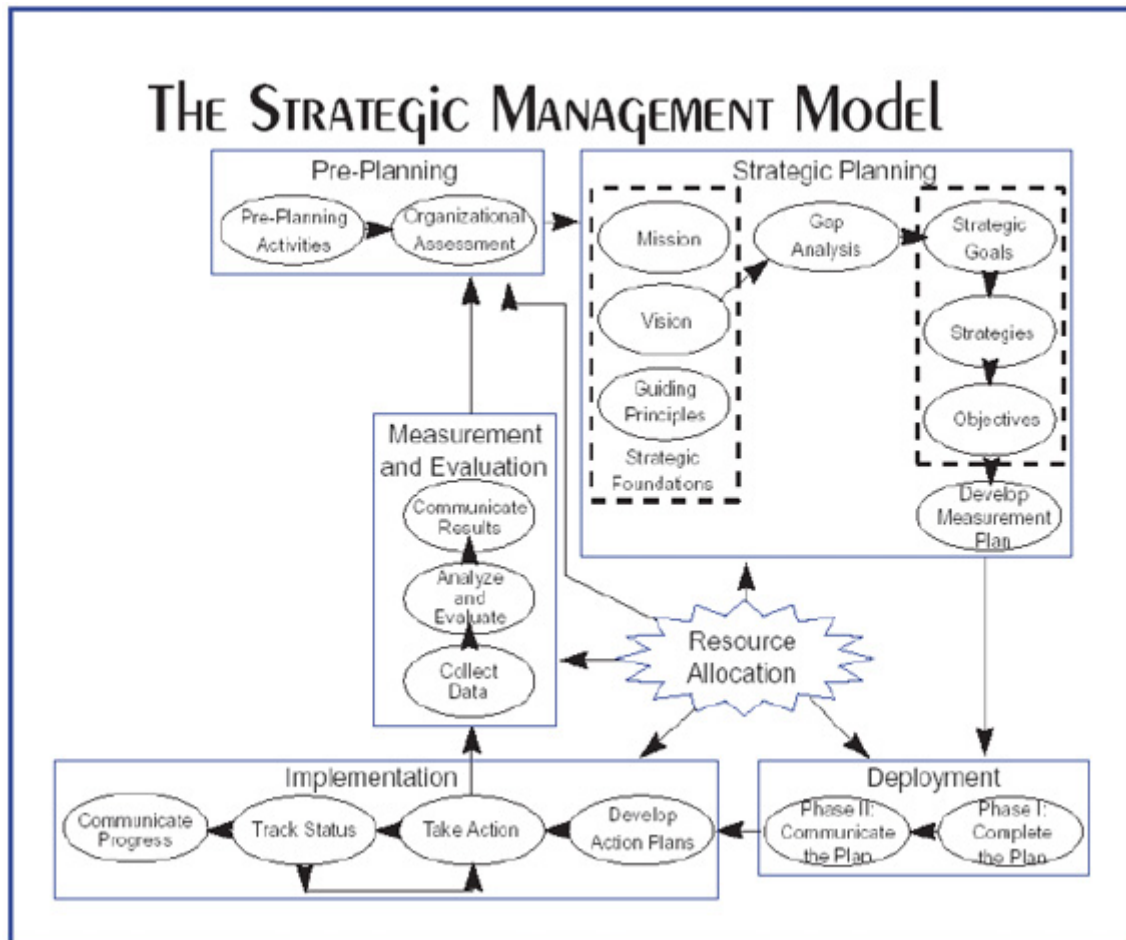 The Strategic Management Model
Pre-Planning
Pre-Planning
Activities
Organizational
Assessment
Strategic Planning
Mission
Vision
Guiding
Principles
Strategic
Foundations
Gap
Analysis
Strategic
Goals
Strategies
Objectives
Develop
Measurement
Plan
Measurement
and Evaluation
Communicate
Results
Analyze
and
Evaluate
Collect
Data
Resource
Allocation
Implementation
Communicate
Progress
Track Status
Take Action
Develop
Action Plans
Deployment
Phase II:
Communicate
the Plan
Phase I:
Complete
the Plan